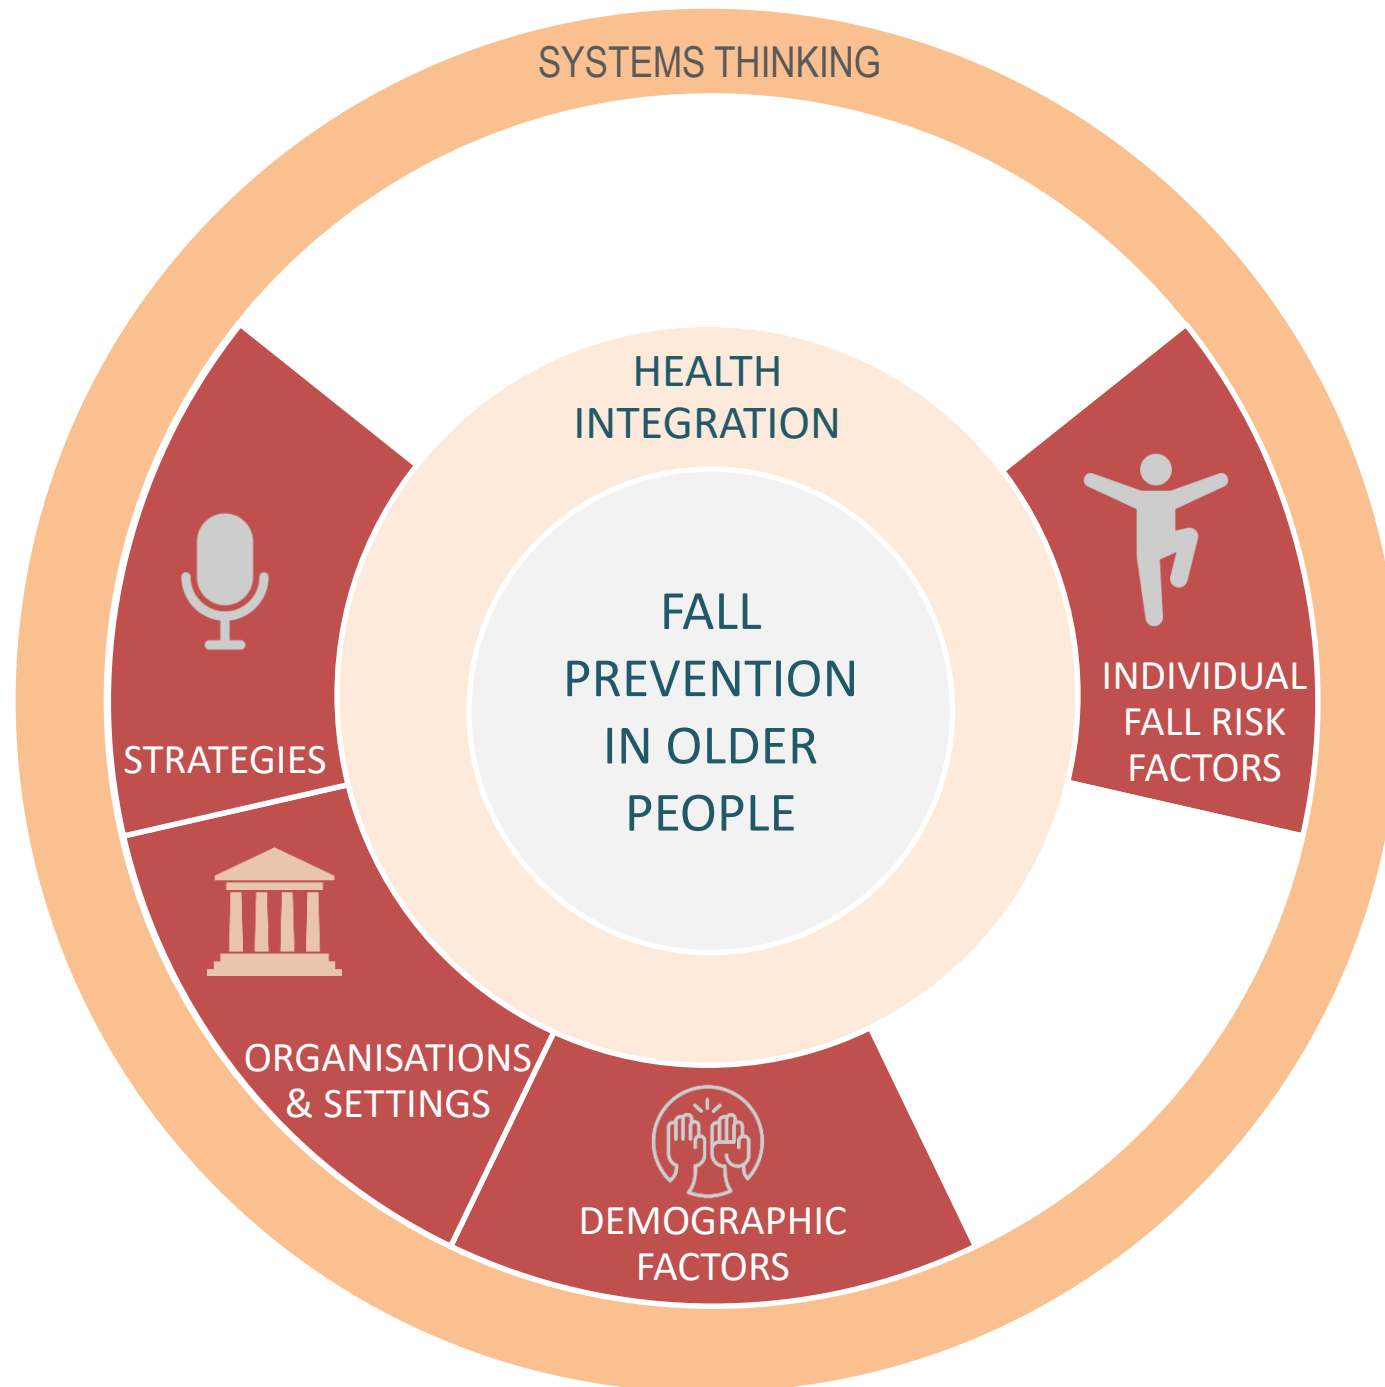 SYSTEMS THINKING
HEALTH
INTEGRATION
FALL
PREVENTION
IN OLDER
PEOPLE
INDIVIDUAL
FALL RISK
FACTORS
STRATEGIES
ORGANISATIONS
& SETTINGS
DEMOGRAPHIC
FACTORS